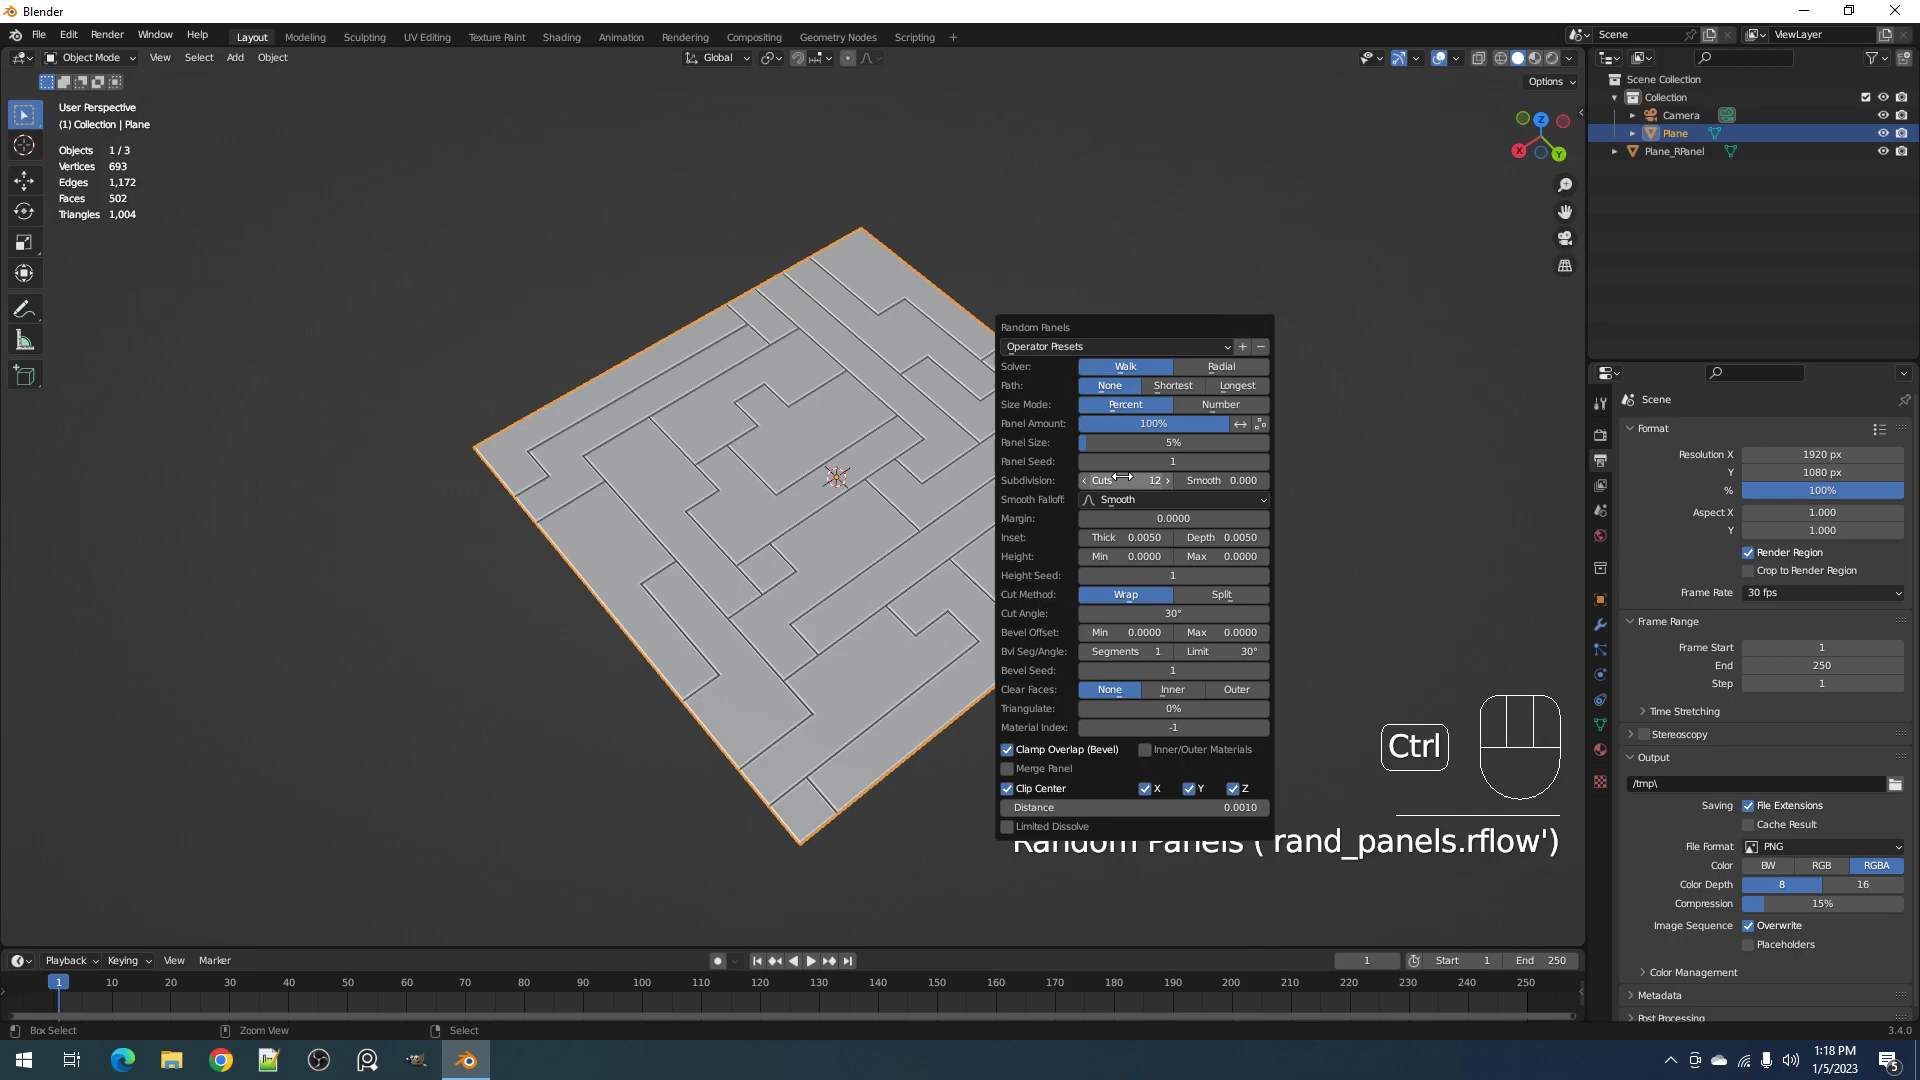 Blender
File Edit Render Window Help
Layout Modeling Sculpting UV Editing Texture Paint Shading Animation Rendering Compositing Geometry Nodes Scripting +
Scene ViewLayer
Object Mode View Select Add Object
Global
Options
User Perspective
(1) Collection | Plane
Objects 1 / 3
Vertices 693
Edges 1,172
Faces 502
Triangles 1,004
Z
X
Y
Scene Collection
Collection
Camera
Plane
Plane_RPanel
Random Panels
Operator Presets
Solver: Walk Radial
Path: None Shortest Longest
Size Mode: Percent Number
Panel Amount: 100%
Panel Size: 5%
Panel Seed: 1
Subdivision: Cuts 12 Smooth 0.000
Smooth Falloff: Smooth
Margin: 0.0000
Inset: Thick 0.0050 Depth 0.0050
Height: Min 0.0000 Max 0.0000
Height Seed: 1
Cut Method: Wrap Split
Cut Angle: 30°
Bevel Offset: Min 0.0000 Max 0.0000
Bvl Seg/Angle: Segments 1 Limit 30°
Bevel Seed: 1
Clear Faces: None Inner Outer
Triangulate: 0%
Material Index: -1
Clamp Overlap (Bevel) Inner/Outer Materials
Merge Panel
Clip Center X Y Z
Distance 0.0010
Limited Dissolve
Ctrl
Random Panels ('rand_panels.rflow')
Scene
Format
Resolution X 1920 px
Y 1080 px
% 100%
Aspect X 1.000
Y 1.000
Render Region
Crop to Render Region
Frame Rate 30 fps
Frame Range
Frame Start 1
End 250
Step 1
Time Stretching
Stereoscopy
Output
/tmp\
Saving File Extensions
Cache Result
File Format PNG
Color BW RGB RGBA
Color Depth 8 16
Compression 15%
Image Sequence Overwrite
Placeholders
Color Management
Metadata
Post Processing
Playback Keying View Marker
1 Start 1 End 250
1 10 20 30 40 50 60 70 80 90 100 110 120 130 140 150 160 170 180 190 200 210 220 230 240 250
Box Select Zoom View Select
3.4.0
1:18 PM
1/5/2023
5